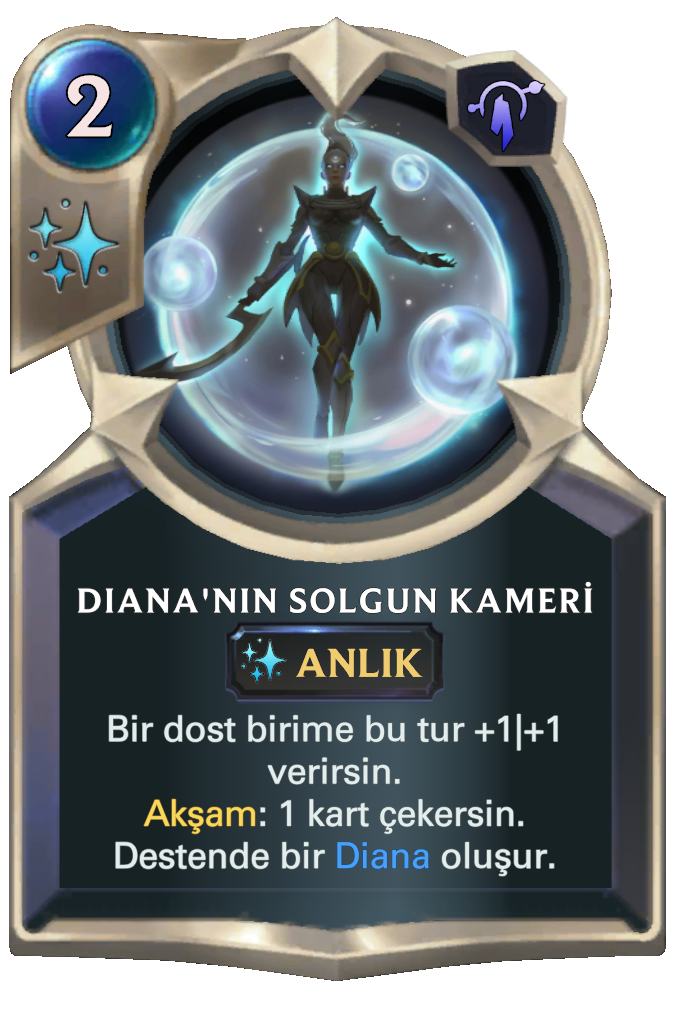 2
DIANA'NIN SOLGUN KAMERİ
ANLIK
Bir dost birime bu tur +1|+1
verirsin.
Akşam: 1 kart çekersin.
Destende bir Diana oluşur.